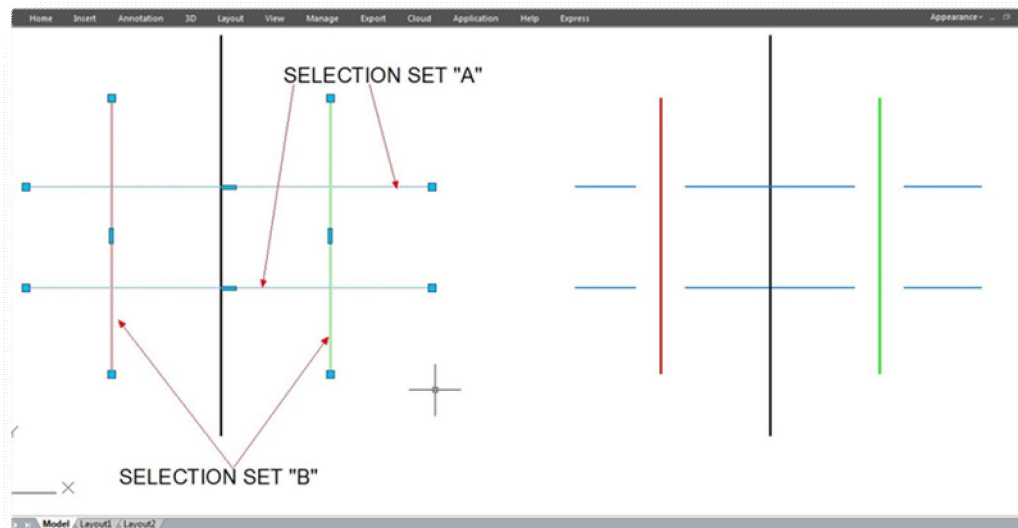 Home Insert Annotation 3D Layout View Manage Export Cloud Application Help Express Appearance
SELECTION SET "A"
SELECTION SET "B"
Model Layout1 Layout2